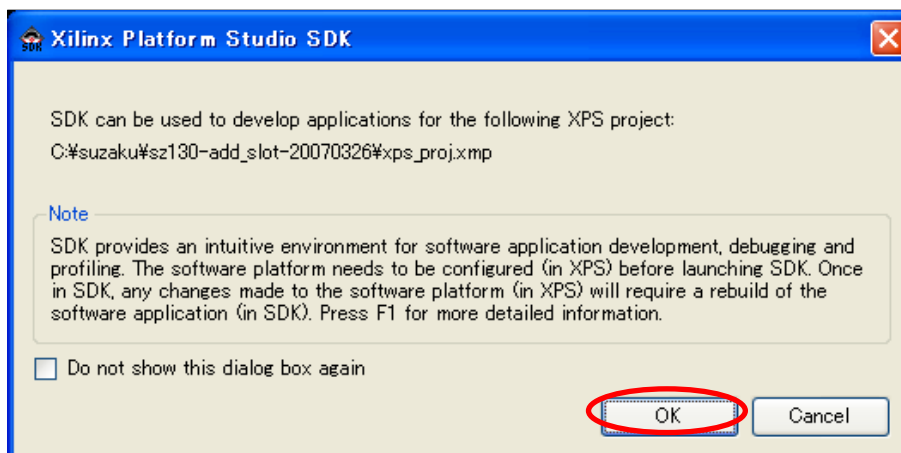 Xilinx Platform Studio SDK
SDK can be used to develop applications for the following XPS project:
C:¥suzaku¥sz130-add_slot-20070326¥xps_proj.xmp
Note
SDK provides an intuitive environment for software application development, debugging and
profiling. The software platform needs to be configured (in XPS) before launching SDK. Once
in SDK, any changes made to the software platform (in XPS) will require a rebuild of the
software application (in SDK). Press F1 for more detailed information.
Do not show this dialog box again
OK
Cancel